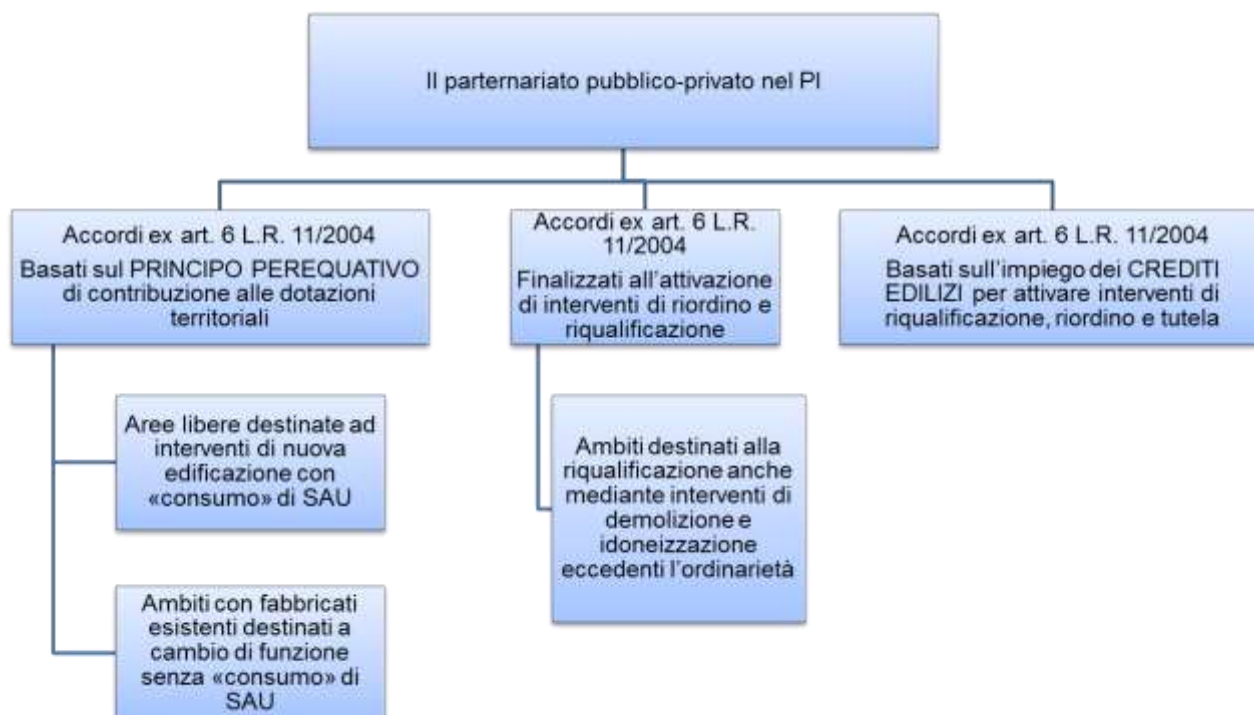 Il parternariato pubblico-privato nel PI
Accordi ex art. 6 L.R. 11/2004
Basati sul PRINCIPO PEREQUATIVO
di contribuzione alle dotazioni
territoriali
Aree libere destinate ad
interventi di nuova
edificazione con
«consumo» di SAU
Ambiti con fabbricati
esistenti destinati a
cambio di funzione
senza «consumo» di
SAU
Accordi ex art. 6 L.R.
11/2004
Finalizzati all'attivazione
di interventi di riordino e
riqualificazione
Ambiti destinati alla
riqualificazione anche
mediante interventi di
demolizione e
idoneizzazione
eccedenti l'ordinarietà
Accordi ex art. 6 L.R. 11/2004
Basati sull'impiego dei CREDITI
EDILIZI per attivare interventi di
riqualificazione, riordino e tutela